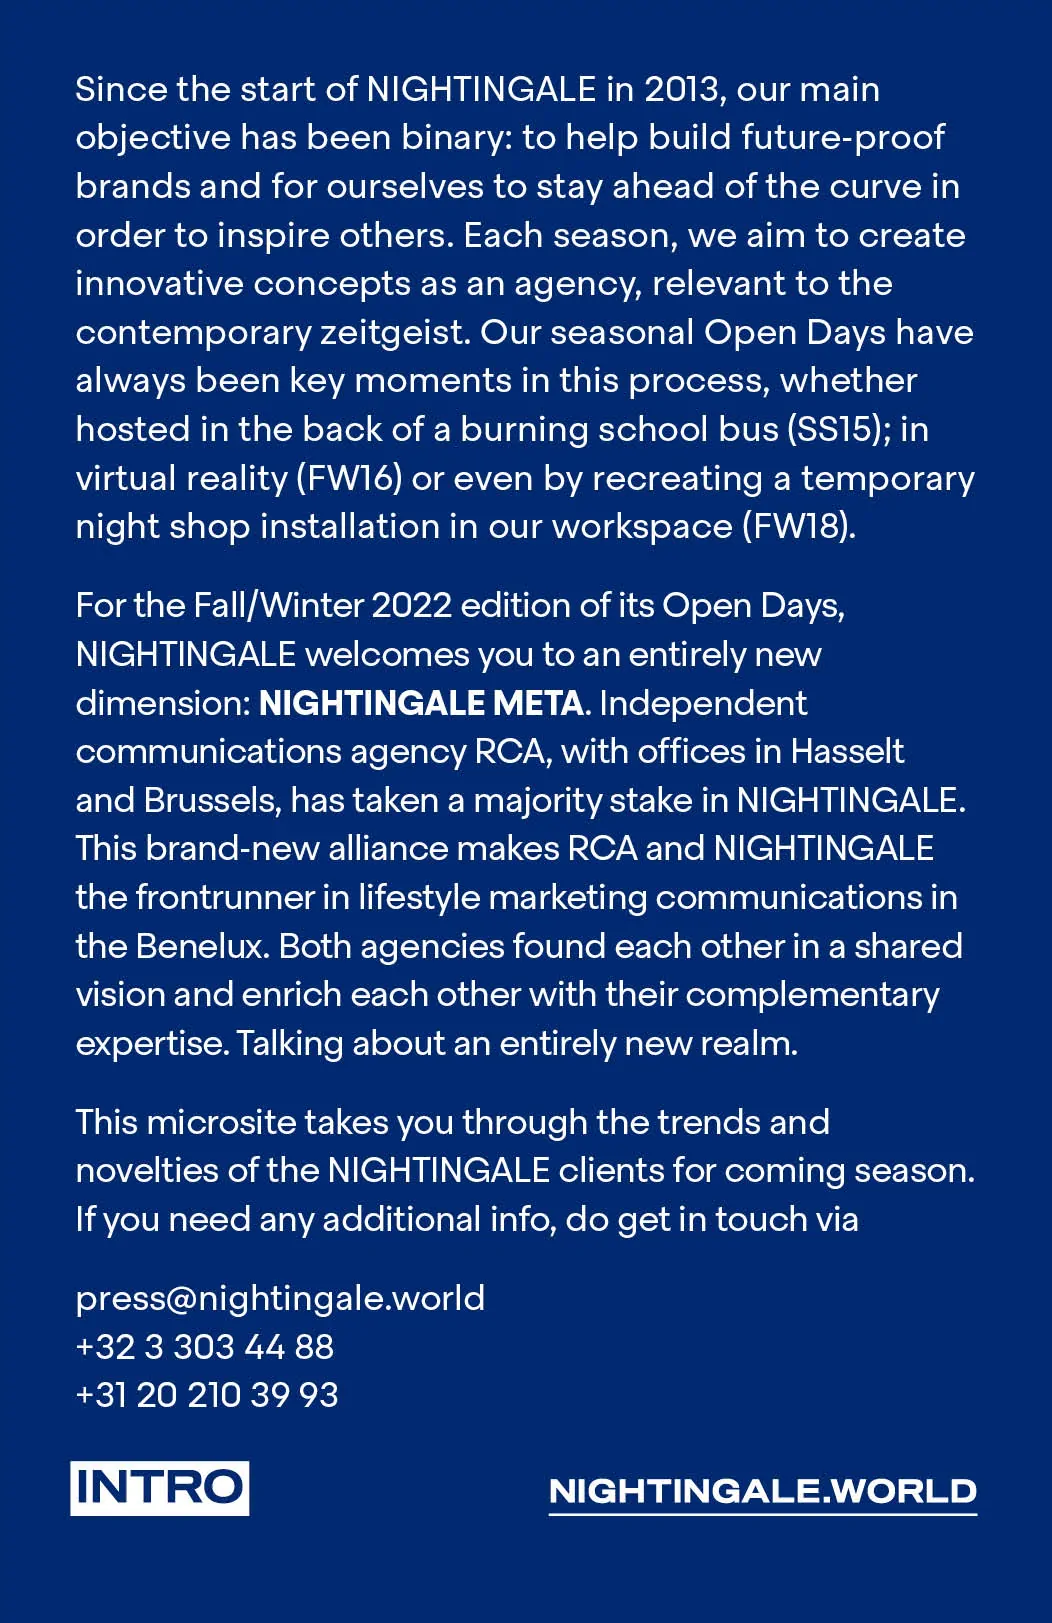 Since the start of NIGHTINGALE in 2013, our main
objective has been binary: to help build future-proof
brands and for ourselves to stay ahead of the curve in
order to inspire others. Each season, we aim to create
innovative concepts as an agency, relevant to the
contemporary zeitgeist. Our seasonal Open Days have
always been key moments in this process, whether
hosted in the back of a burning school bus (SS15); in
virtual reality (FW16) or even by recreating a temporary
night shop installation in our workspace (FW18).
For the Fall/Winter 2022 edition of its Open Days,
NIGHTINGALE welcomes you to an entirely new
dimension: NIGHTINGALE META. Independent
communications agency RCA, with offices in Hasselt
and Brussels, has taken a majority stake in NIGHTINGALE.
This brand-new alliance makes RCA and NIGHTINGALE
the frontrunner in lifestyle marketing communications in
the Benelux. Both agencies found each other in a shared
vision and enrich each other with their complementary
expertise. Talking about an entirely new realm.
This microsite takes you through the trends and
novelties of the NIGHTINGALE clients for coming season.
If you need any additional info, do get in touch via
press@nightingale.world
+32 3 303 44 88
+31 20 210 39 93
INTRO
NIGHTINGALE.WORLD